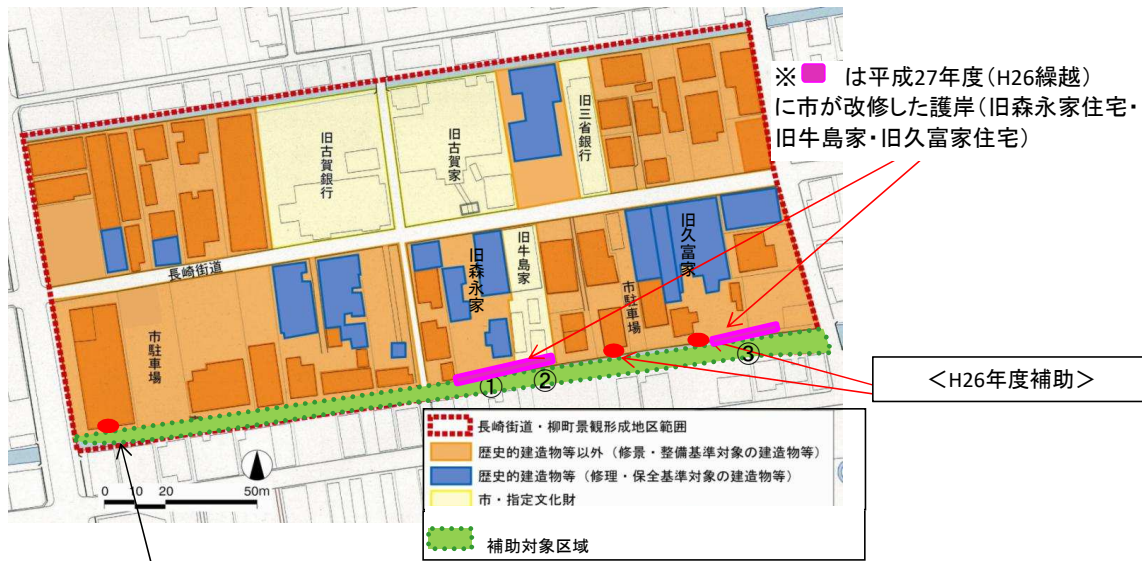 ※ は平成27年度(H26繰越)
に市が改修した護岸(旧森永家住宅・
旧牛島家・旧久富家住宅)
旧古賀銀行
旧古賀家
旧三省銀行
長崎街道
旧森永家
旧牛島家
旧久富家
市駐車場
市駐車場
①
②
③
<H26年度補助>
0 10 20 50m
長崎街道・柳町景観形成地区範囲
歴史的建造物等以外(修景・整備基準対象の建造物等)
歴史的建造物等(修理・保全基準対象の建造物等)
市・指定文化財
補助対象区域